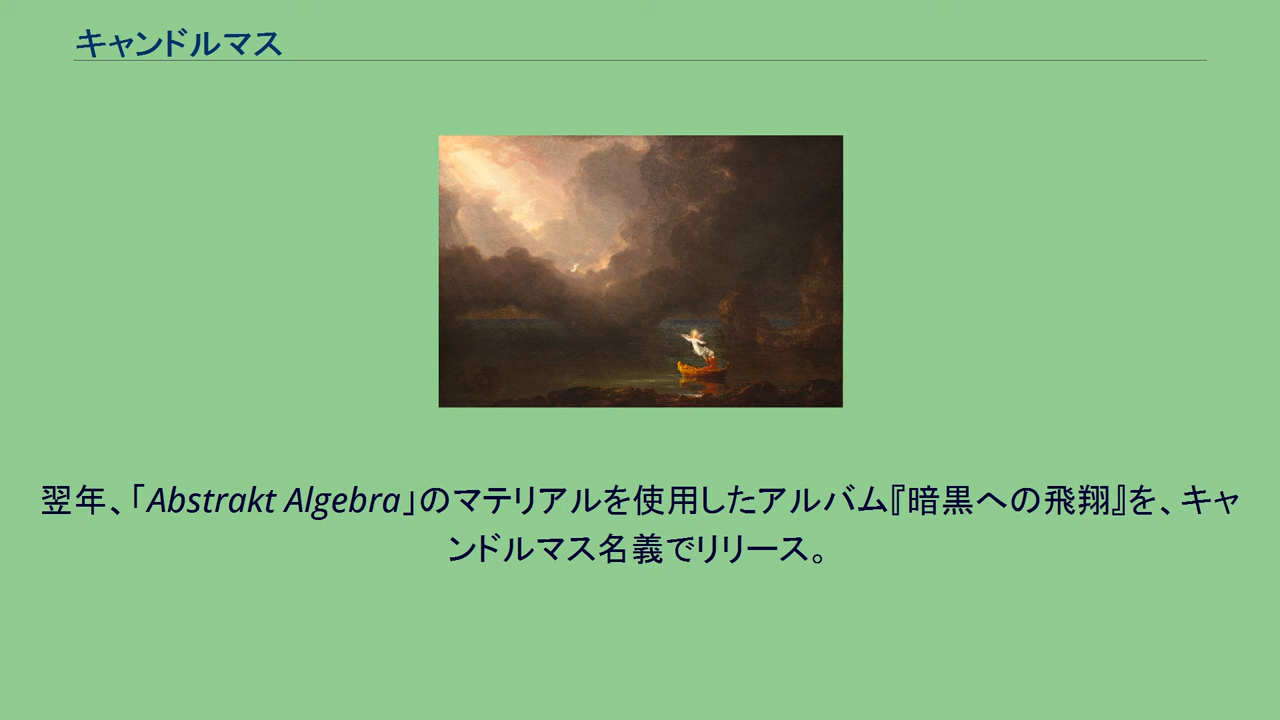 キャンドルマス
翌年、「Abstrakt Algebra」のマテリアルを使用したアルバム『暗黒への飛翔』を、キャ
ンドルマス名義でリリース。